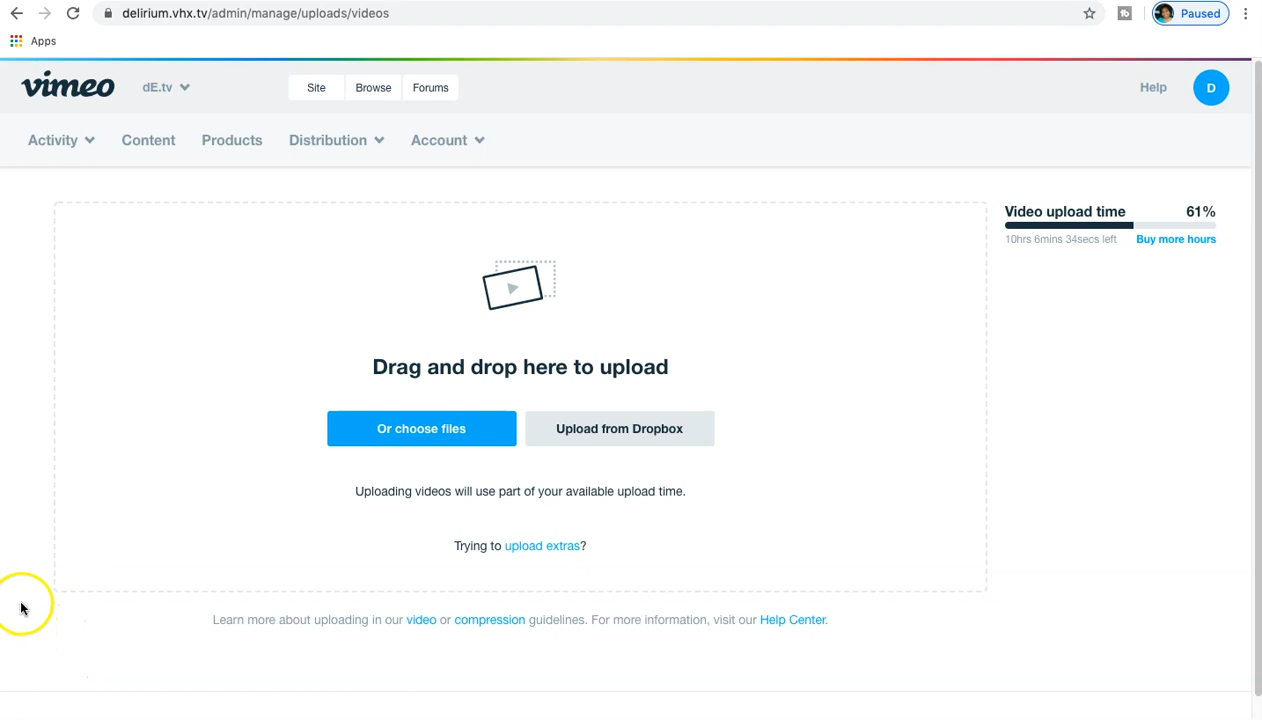 delirium.vhx.tv/admin/manage/uploads/videos
Paused
Apps
vimeo
dE.tv
Site
Browse
Forums
Help
D
Activity
Content
Products
Distribution
Account
Video upload time
61%
10hrs 6mins 34secs left
Buy more hours
Drag and drop here to upload
Or choose files
Upload from Dropbox
Uploading videos will use part of your available upload time.
Trying to upload extras?
Learn more about uploading in our video or compression guidelines. For more information, visit our Help Center.